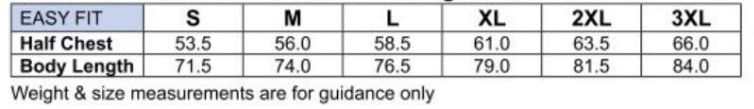 EASY FIT S M L XL 2XL 3XL
Half Chest 53.5 56.0 58.5 61.0 63.5 66.0
Body Length 71.5 74.0 76.5 79.0 81.5 84.0
Weight & size measurements are for guidance only